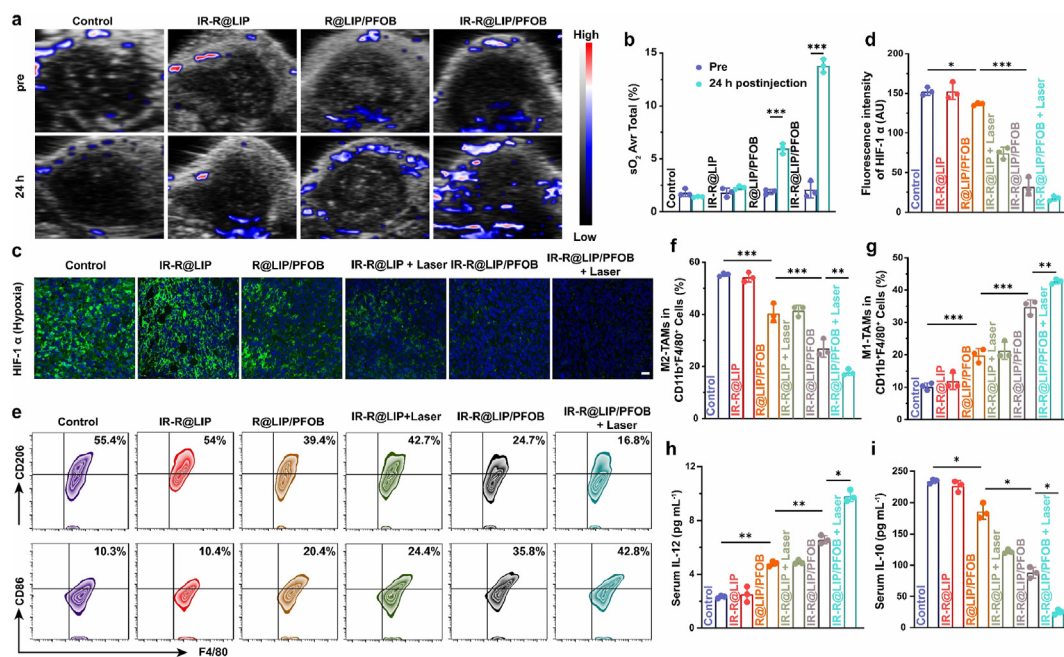 a
Control
IR-R@LIP
R@LIP/PFOB
IR-R@LIP/PFOB
pre
24 h
High
Low
b
sO2 Avr Total (%)
15
10
5
0
Pre
24 h postinjection
***
***
Control
IR-R@LIP
R@LIP/PFOB
IR-R@LIP/PFOB
d
Fluorescence intensity
of HIF-1 α (AU)
200
150
100
50
0
*
***
Control
IR-R@LIP
R@LIP/PFOB
IR-R@LIP + Laser
IR-R@LIP/PFOB
IR-R@LIP/PFOB + Laser
c
Control
IR-R@LIP
R@LIP/PFOB
IR-R@LIP + Laser
IR-R@LIP/PFOB
IR-R@LIP/PFOB
+ Laser
HIF-1 α (Hypoxia)
f
M2-TAMs in
CD11b+F4/80+ Cells (%)
60
40
20
0
***
***
**
Control
IR-R@LIP
R@LIP/PFOB
IR-R@LIP + Laser
IR-R@LIP/PFOB
IR-R@LIP/PFOB + Laser
g
M1-TAMs in
CD11b+F4/80+ Cells (%)
50
40
30
20
10
0
***
***
**
Control
IR-R@LIP
R@LIP/PFOB
IR-R@LIP + Laser
IR-R@LIP/PFOB
IR-R@LIP/PFOB + Laser
e
Control
IR-R@LIP
R@LIP/PFOB
IR-R@LIP+Laser
IR-R@LIP/PFOB
IR-R@LIP/PFOB
+ Laser
CD206
55.4%
54%
39.4%
42.7%
24.7%
16.8%
CD86
10.3%
10.4%
20.4%
24.4%
35.8%
42.8%
F4/80
h
Serum IL-12 (pg mL-1)
12
10
8
6
4
2
0
**
**
*
Control
IR-R@LIP
R@LIP/PFOB
IR-R@LIP + Laser
IR-R@LIP/PFOB
IR-R@LIP/PFOB + Laser
i
Serum IL-10 (pg mL-1)
250
200
150
100
50
0
*
*
*
Control
IR-R@LIP
R@LIP/PFOB
IR-R@LIP + Laser
IR-R@LIP/PFOB
IR-R@LIP/PFOB + Laser